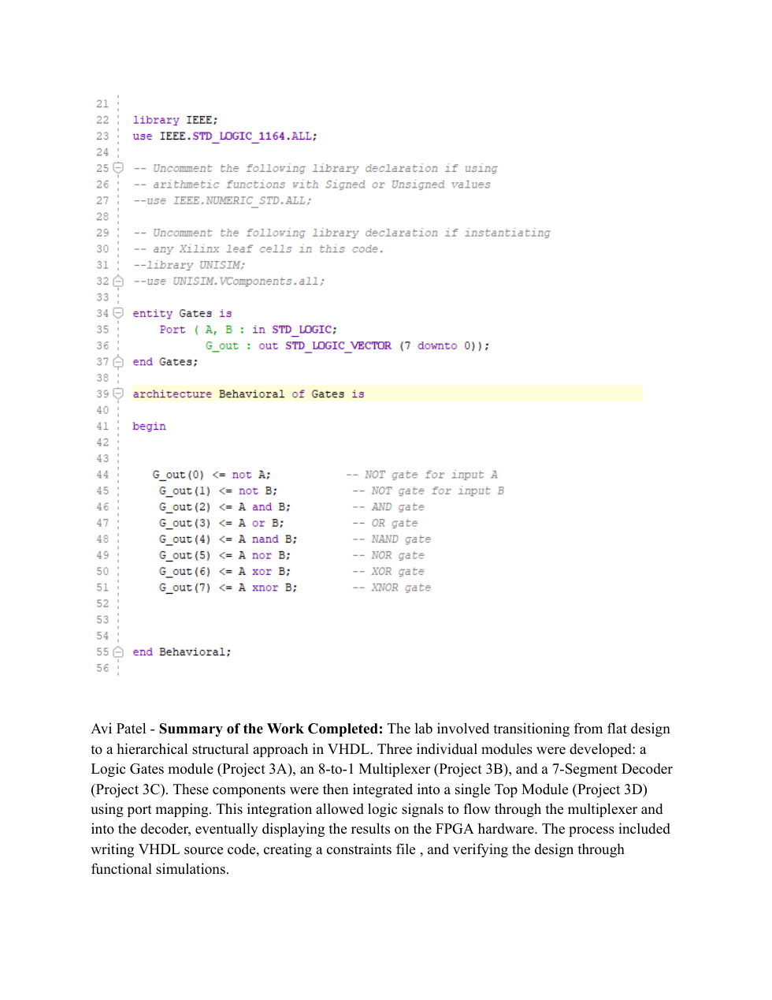 21
22 library IEEE;
23 use IEEE.STD_LOGIC_1164.ALL;
24
25 -- Uncomment the following library declaration if using
26 -- arithmetic functions with Signed or Unsigned values
27 --use IEEE.NUMERIC_STD.ALL;
28
29 -- Uncomment the following library declaration if instantiating
30 -- any Xilinx leaf cells in this code.
31 --library UNISIM;
32 --use UNISIM.VComponents.all;
33
34 entity Gates is
35 Port ( A, B : in STD_LOGIC;
36 G_out : out STD_LOGIC_VECTOR (7 downto 0));
37 end Gates;
38
39 architecture Behavioral of Gates is
40
41 begin
42
43
44 G_out(0) <= not A; -- NOT gate for input A
45 G_out(1) <= not B; -- NOT gate for input B
46 G_out(2) <= A and B; -- AND gate
47 G_out(3) <= A or B; -- OR gate
48 G_out(4) <= A nand B; -- NAND gate
49 G_out(5) <= A nor B; -- NOR gate
50 G_out(6) <= A xor B; -- XOR gate
51 G_out(7) <= A xnor B; -- XNOR gate
52
53
54
55 end Behavioral;
56
Avi Patel - Summary of the Work Completed: The lab involved transitioning from flat design
to a hierarchical structural approach in VHDL. Three individual modules were developed: a
Logic Gates module (Project 3A), an 8-to-1 Multiplexer (Project 3B), and a 7-Segment Decoder
(Project 3C). These components were then integrated into a single Top Module (Project 3D)
using port mapping. This integration allowed logic signals to flow through the multiplexer and
into the decoder, eventually displaying the results on the FPGA hardware. The process included
writing VHDL source code, creating a constraints file , and verifying the design through
functional simulations.